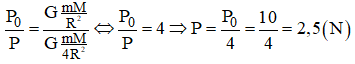 P₀/P = (G mM/R²)/(G mM/4R²) ⇔ P₀/P = 4 ⇒ P = P₀/4 = 10/4 = 2,5(N)